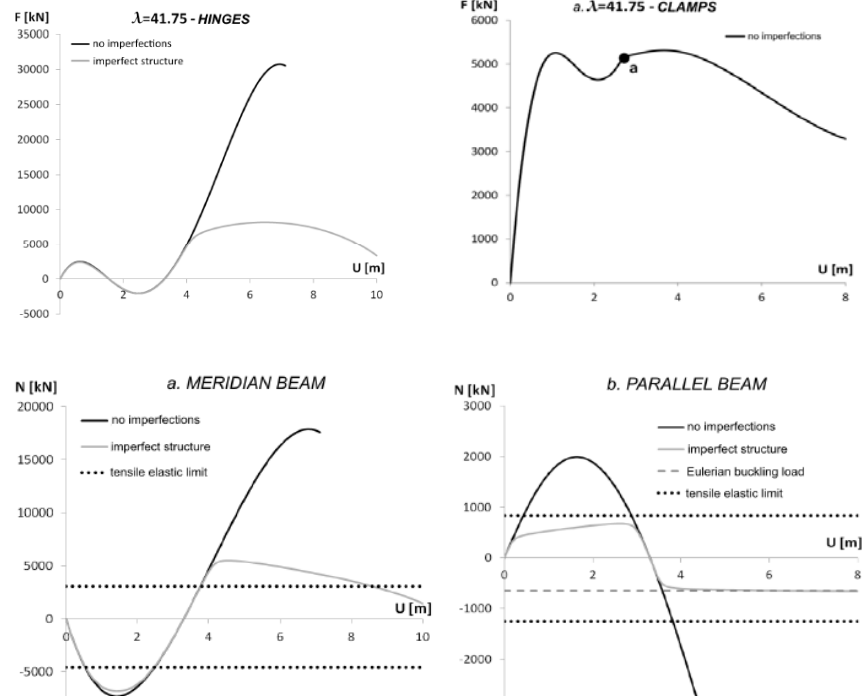 F [kN]
λ=41.75 - HINGES
no imperfections
imperfect structure
35000
30000
25000
20000
15000
10000
5000
0
-5000
0
2
4
6
8
10
U [m]
F [kN]
a. λ=41.75 - CLAMPS
no imperfections
a
6000
5000
4000
3000
2000
1000
0
0
2
4
6
8
U [m]
N [kN]
a. MERIDIAN BEAM
no imperfections
imperfect structure
tensile elastic limit
20000
15000
10000
5000
0
-5000
0
2
4
6
8
10
U [m]
N [kN]
b. PARALLEL BEAM
no imperfections
imperfect structure
Eulerian buckling load
tensile elastic limit
3000
2000
1000
0
-1000
-2000
0
2
4
6
8
U [m]